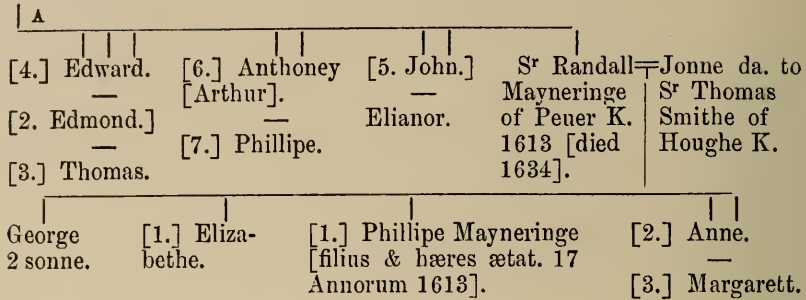 A
[4.] Edward.
—
[2. Edmond.]
—
[3.] Thomas.
[6.] Anthoney
[Arthur].
—
[7.] Phillipe.
[5. John.]
—
Elianor.
Sr Randall
Mayneringe
of Peuer K.
1613 [died
1634].
Jonne da. to
Sr Thomas
Smithe of
Houghe K.
George
2 sonne.
[1.] Eliza-
bethe.
[1.] Phillipe Mayneringe
[filius & hæres ætat. 17
Annorum 1613].
[2.] Anne.
—
[3.] Margarett.